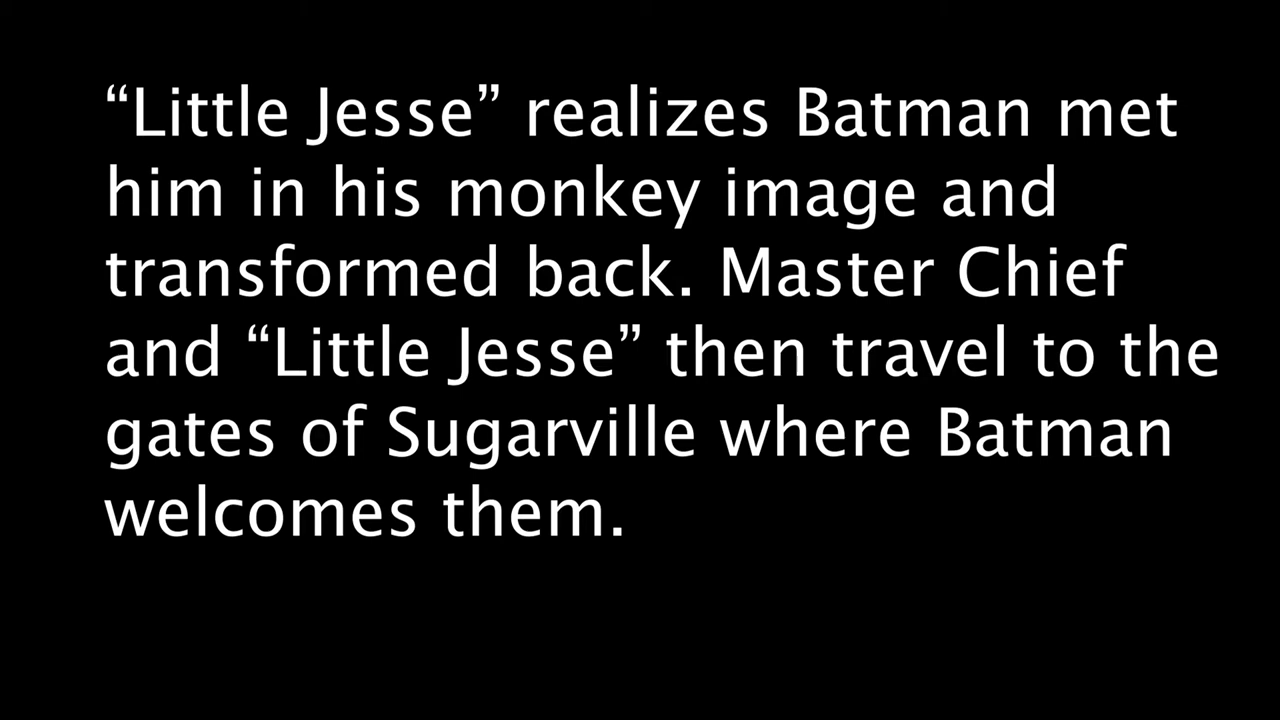 “Little Jesse” realizes Batman met
him in his monkey image and
transformed back. Master Chief
and “Little Jesse” then travel to the
gates of Sugarville where Batman
welcomes them.